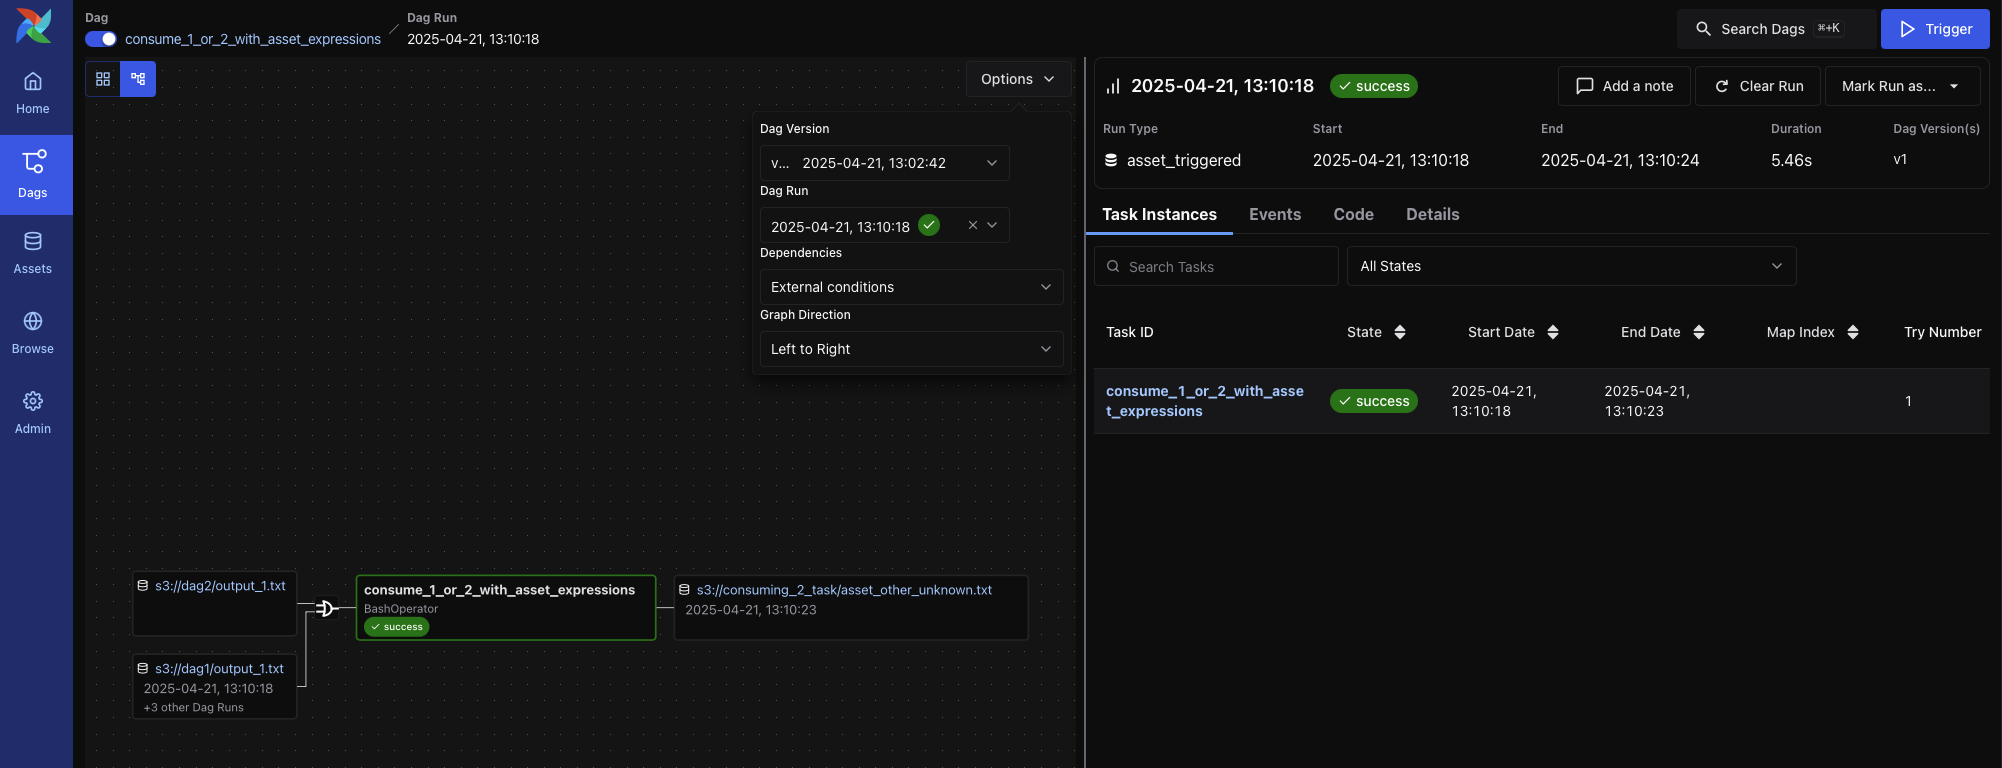 Dag
consume_1_or_2_with_asset_expressions
Dag Run
2025-04-21, 13:10:18
Search Dags ⌘+K
Trigger
Home
Dags
Assets
Browse
Admin
Options
Dag Version
v... 2025-04-21, 13:02:42
Dag Run
2025-04-21, 13:10:18
Dependencies
External conditions
Graph Direction
Left to Right
s3://dag2/output_1.txt
s3://dag1/output_1.txt
2025-04-21, 13:10:18
+3 other Dag Runs
consume_1_or_2_with_asset_expressions
BashOperator
success
s3://consuming_2_task/asset_other_unknown.txt
2025-04-21, 13:10:23
2025-04-21, 13:10:18 success
Add a note
Clear Run
Mark Run as...
Run Type Start End Duration Dag Version(s)
asset_triggered 2025-04-21, 13:10:18 2025-04-21, 13:10:24 5.46s v1
Task Instances Events Code Details
Search Tasks
All States
Task ID State Start Date End Date Map Index Try Number
consume_1_or_2_with_asse
t_expressions
success
2025-04-21,
13:10:18
2025-04-21,
13:10:23
1